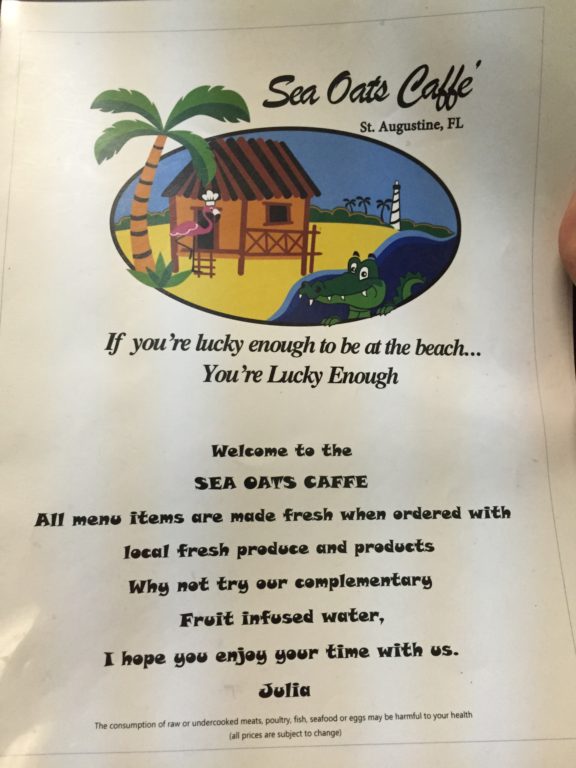 Sea Oats Caffe'
St. Augustine, FL
If you're lucky enough to be at the beach...
You're Lucky Enough
Welcome to the
SEA OATS CAFFE
All menu items are made fresh when ordered with
local fresh produce and products
Why not try our complementary
Fruit infused water,
I hope you enjoy your time with us.
Julia
The consumption of raw or undercooked meats, poultry, fish, seafood or eggs may be harmful to your health
(all prices are subject to change)